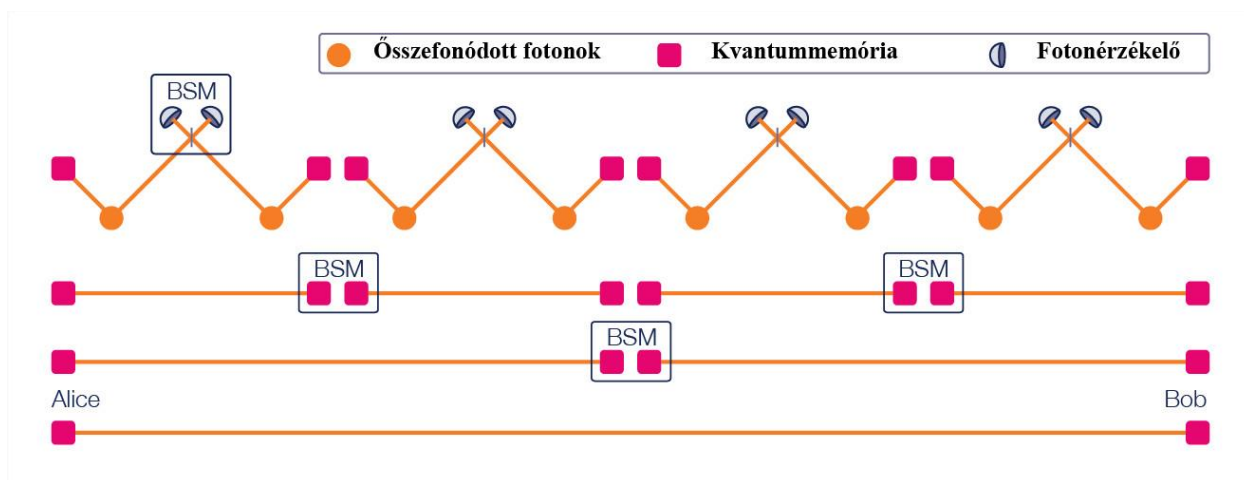 Összefonódott fotonok Kvantummemória Fotonérzékelő
BSM
BSM BSM
BSM
Alice Bob